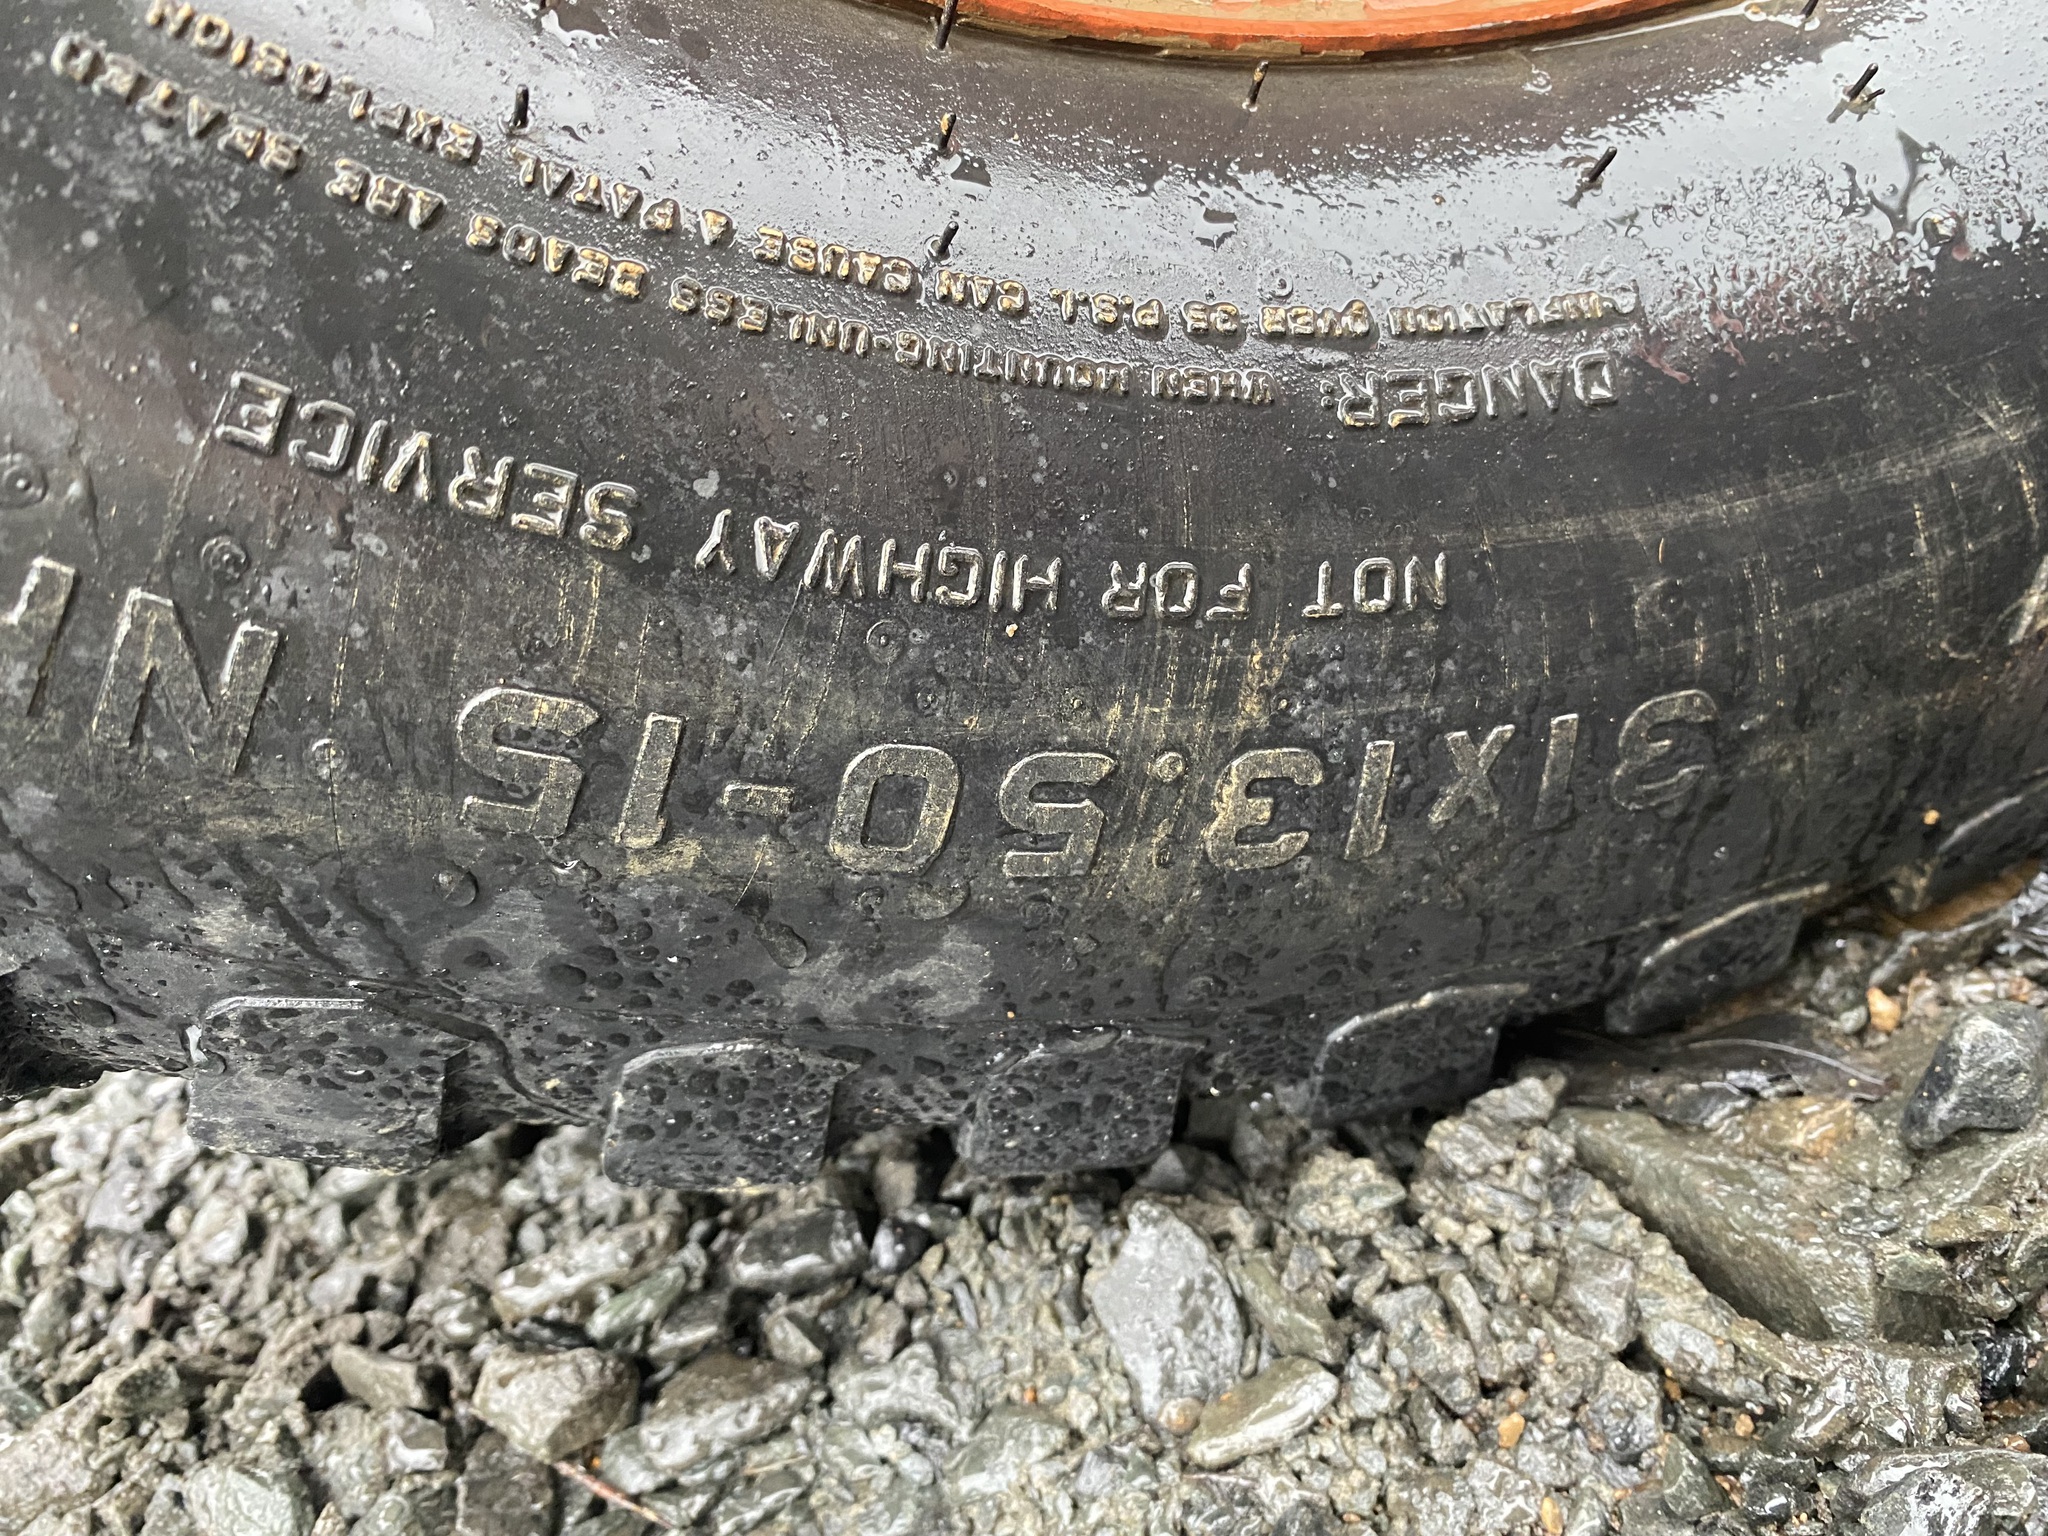 31x13.50-15
NOT FOR HIGHWAY SERVICE
DANGER: WHEN MOUNTING-UNLESS BEADS ARE SEATED
INFLATION OVER 35 P.S.I. CAN CAUSE A FATAL EXPLOSION